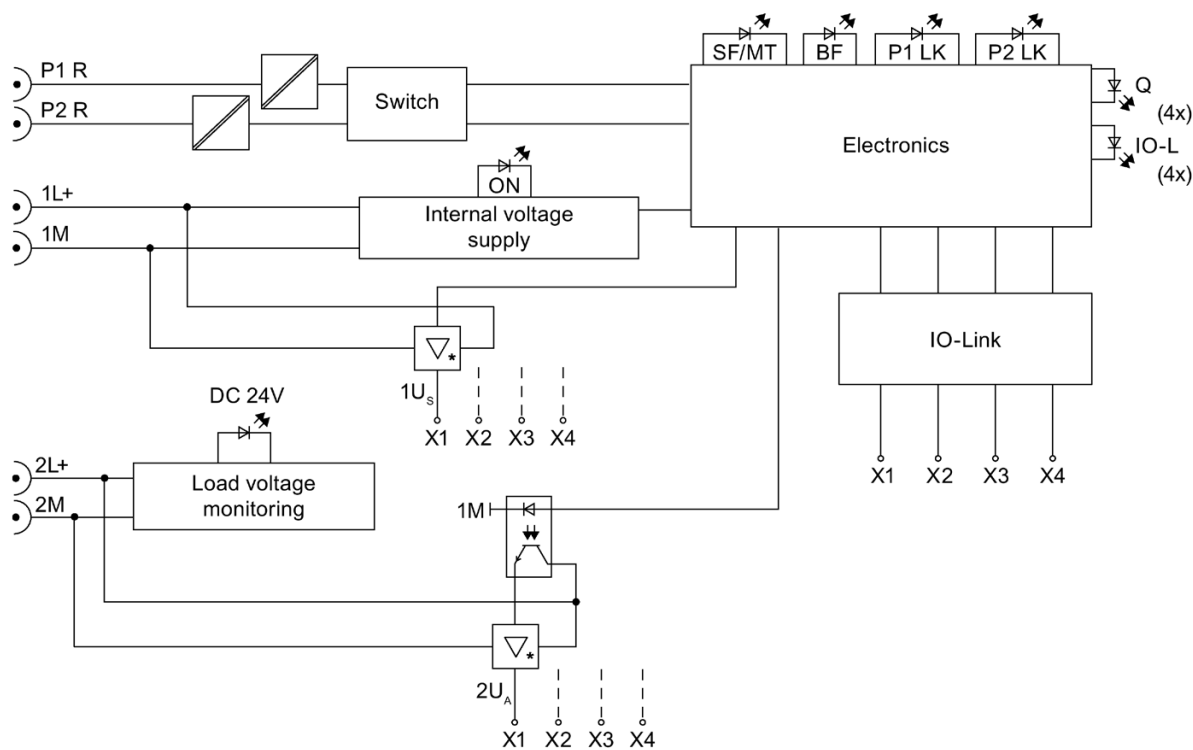 SF/MT
BF
P1 LK
P2 LK
P1 R
P2 R
Switch
Electronics
Q
(4x)
IO-L
(4x)
ON
1L+
1M
Internal voltage
supply
IO-Link
*
1U_S
X1
X2
X3
X4
X1
X2
X3
X4
DC 24V
2L+
2M
Load voltage
monitoring
1M
*
2U_A
X1
X2
X3
X4